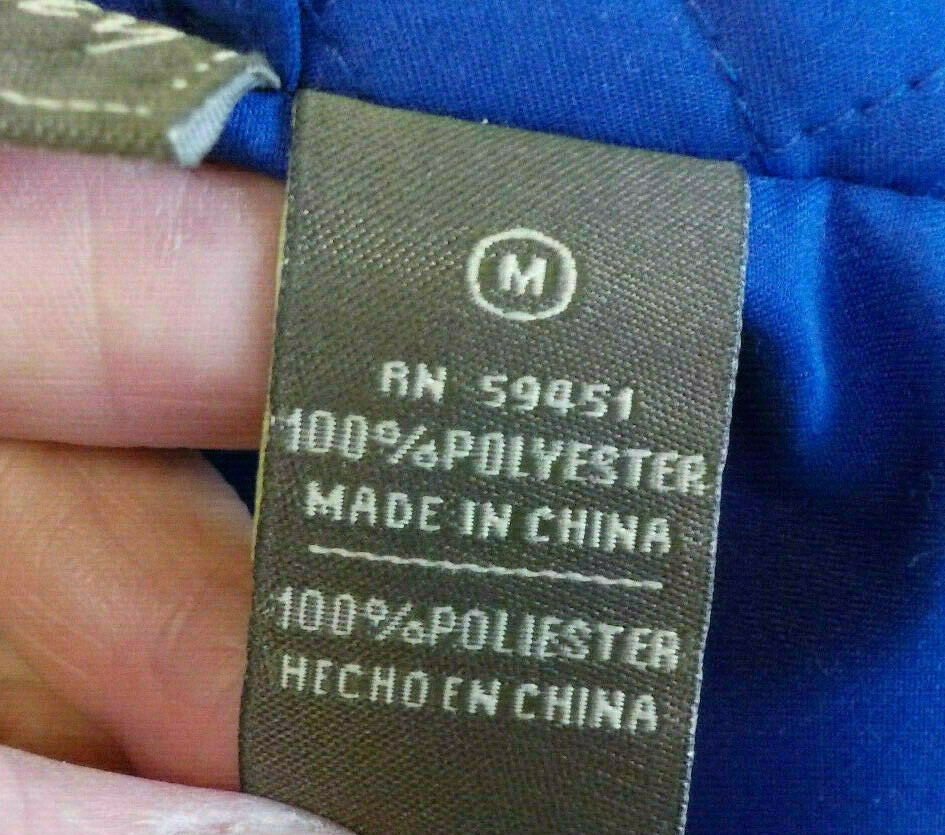 M
RN 59451
100%POLYESTER
MADE IN CHINA
100%POLIESTER
HECHO EN CHINA